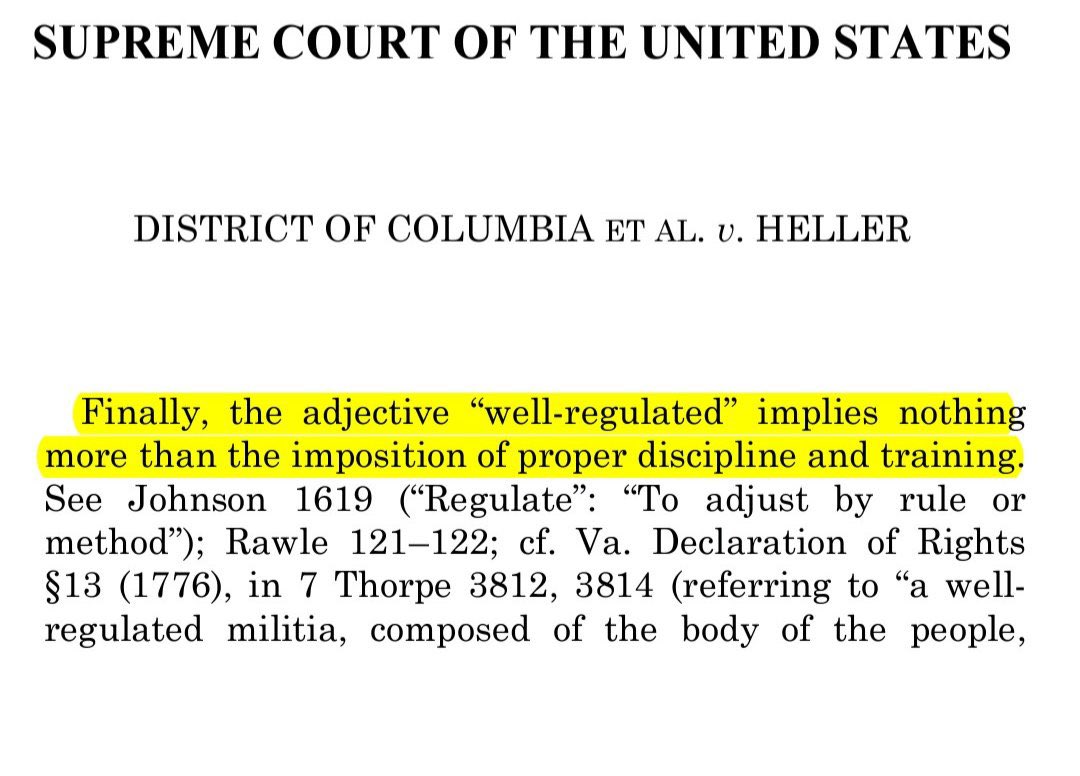 SUPREME COURT OF THE UNITED STATES
DISTRICT OF COLUMBIA ET AL. v. HELLER
Finally, the adjective “well-regulated” implies nothing
more than the imposition of proper discipline and training.
See Johnson 1619 (“Regulate”: “To adjust by rule or
method”); Rawle 121–122; cf. Va. Declaration of Rights
§13 (1776), in 7 Thorpe 3812, 3814 (referring to “a well-
regulated militia, composed of the body of the people,